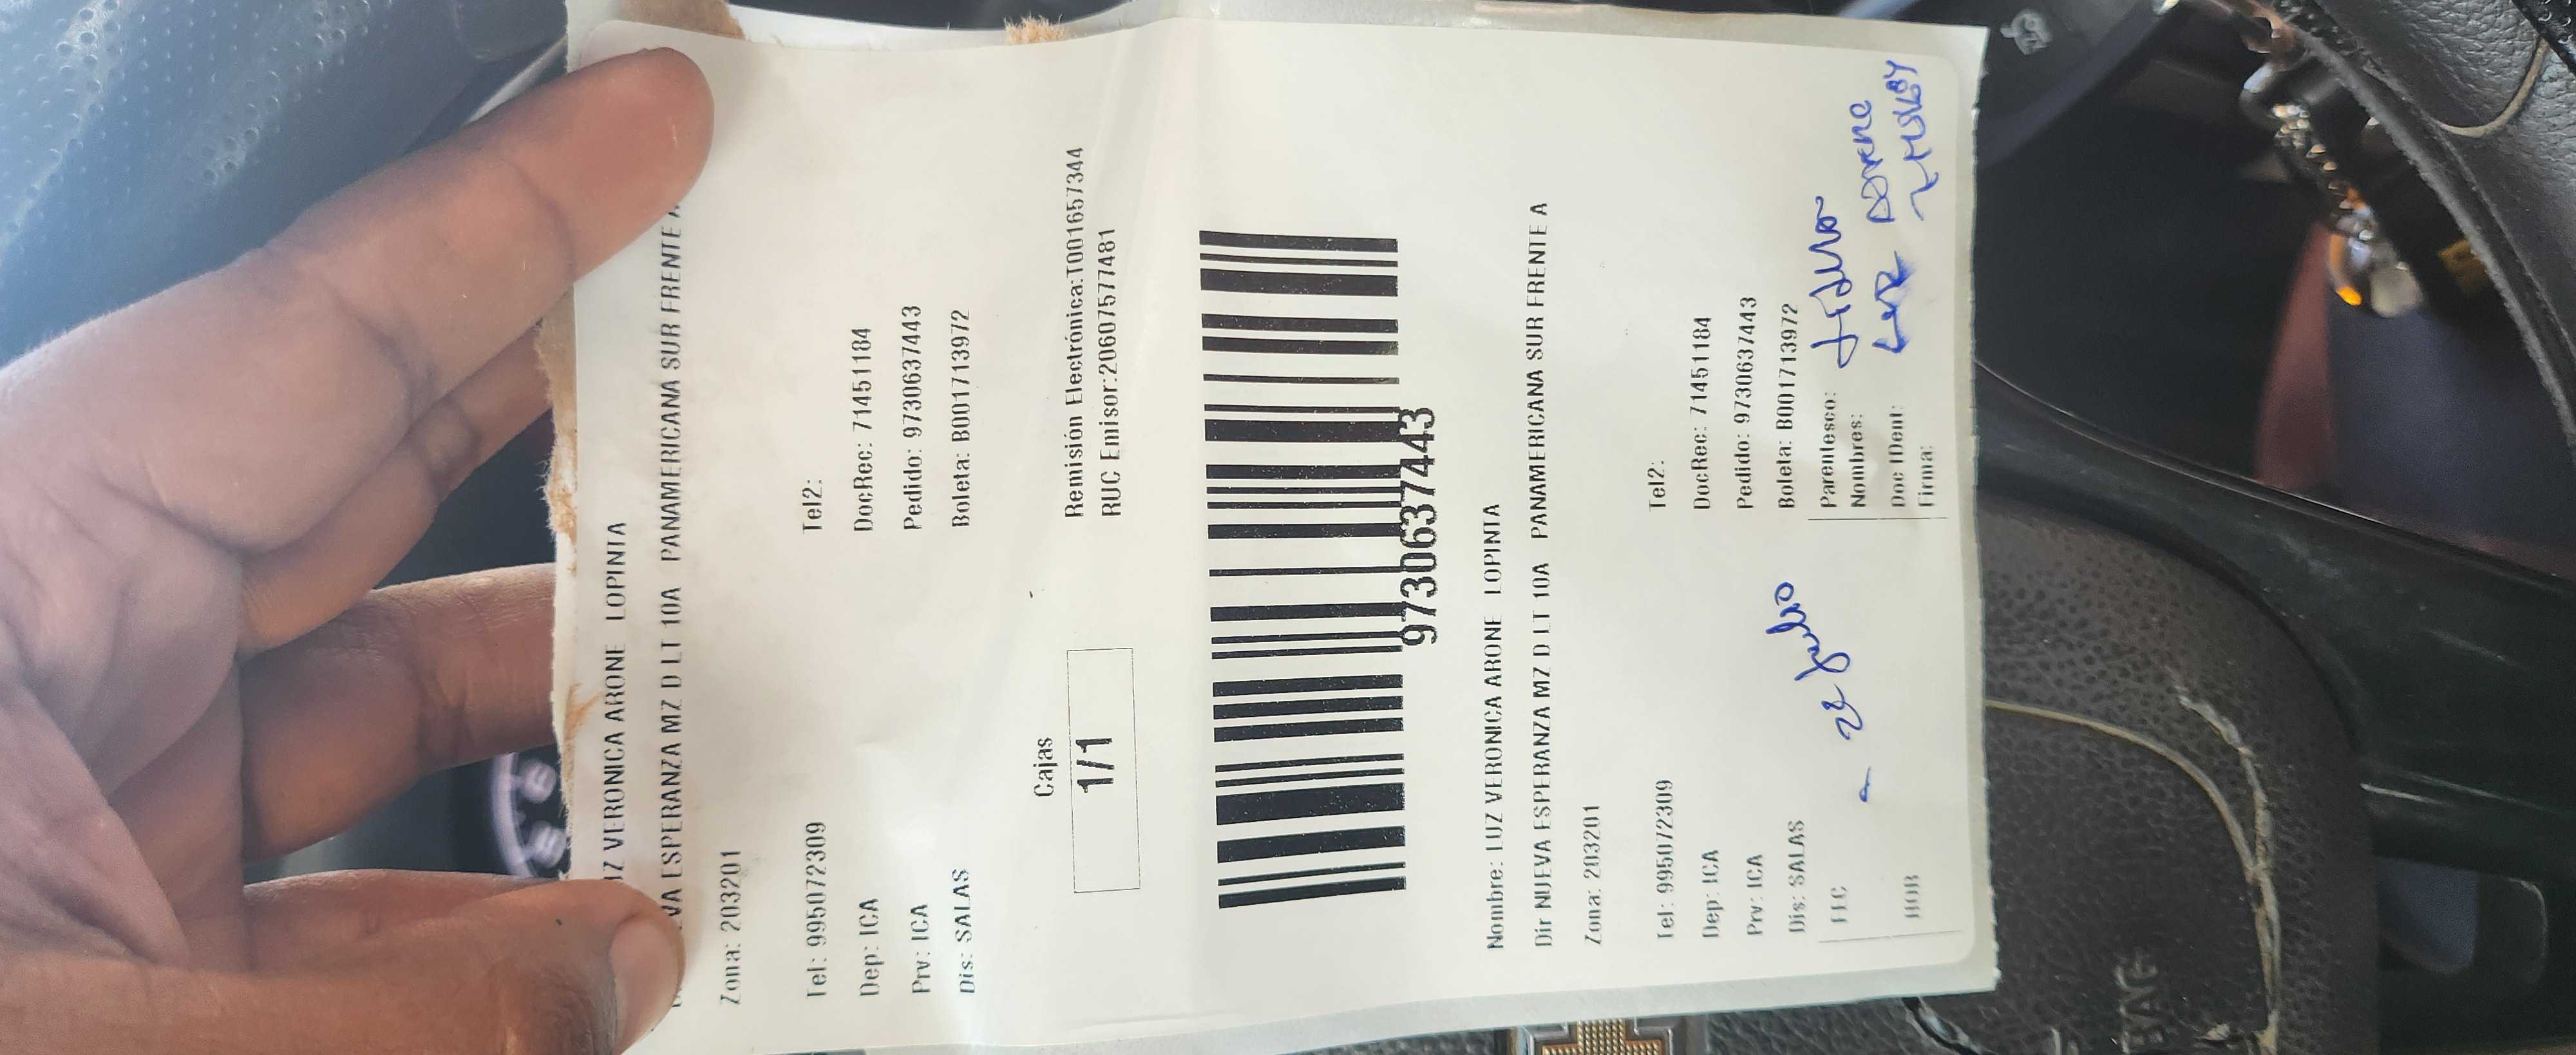 UZ VERONICA ARONE LOPINTA
VA ESPERANZA MZ D LT 10A PANAMERICANA SUR FRENTE A
Zona: 203201
Tel: 995072309 Tel2:
Dep: ICA DocRec: 71451184
Prv: ICA Pedido: 9730637443
Dis: SALAS Boleta: B001713972
Cajas
1/1
Remisión Electrónica:T001657344
RUC Emisor:20607577481
9730637443
Nombre: LUZ VERONICA ARONE LOPINTA
Dir NUEVA ESPERANZA MZ D LT 10A PANAMERICANA SUR FRENTE A
Zona: 203201
Tel: 995072309 Tel2:
Dep: ICA DocRec: 71451184
Prv: ICA Pedido: 9730637443
Dis: SALAS Boleta: B001713972
Parentesco:
Nombres: Luz Arone
Doc IDent:
Firma:
HOR
BAG